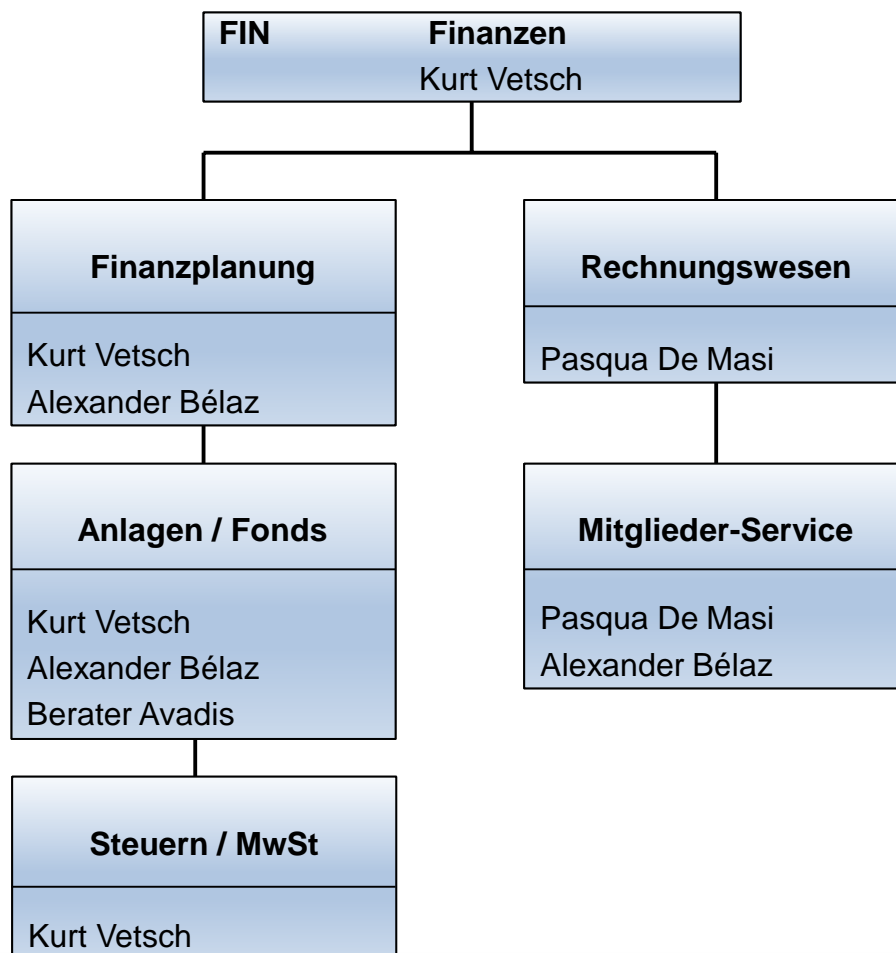 FIN Finanzen
Kurt Vetsch
Finanzplanung
Kurt Vetsch
Alexander Bélaz
Rechnungswesen
Pasqua De Masi
Anlagen / Fonds
Kurt Vetsch
Alexander Bélaz
Berater Avadis
Mitglieder-Service
Pasqua De Masi
Alexander Bélaz
Steuern / MwSt
Kurt Vetsch